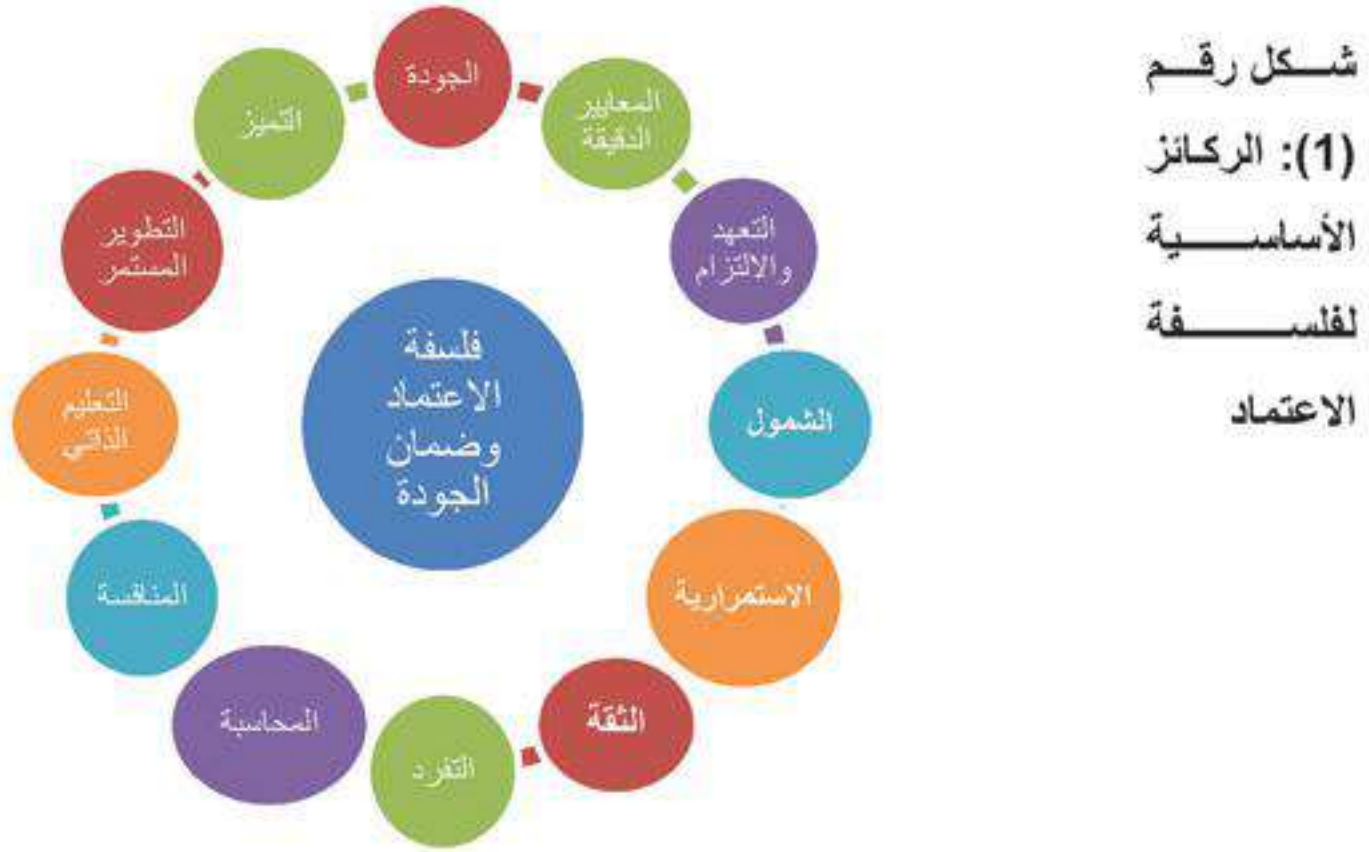 شكل رقم
(1): الركائز
الأساسية
لفلسفة
الاعتماد
الجودة
المعايير
الدقيقة
التعهد
والالتزام
الشمول
الاستمرارية
الثقة
التفرد
المحاسبة
المنافسة
التعليم
الذاتي
التطوير
المستمر
التميز
فلسفة
الاعتماد
وضمان
الجودة